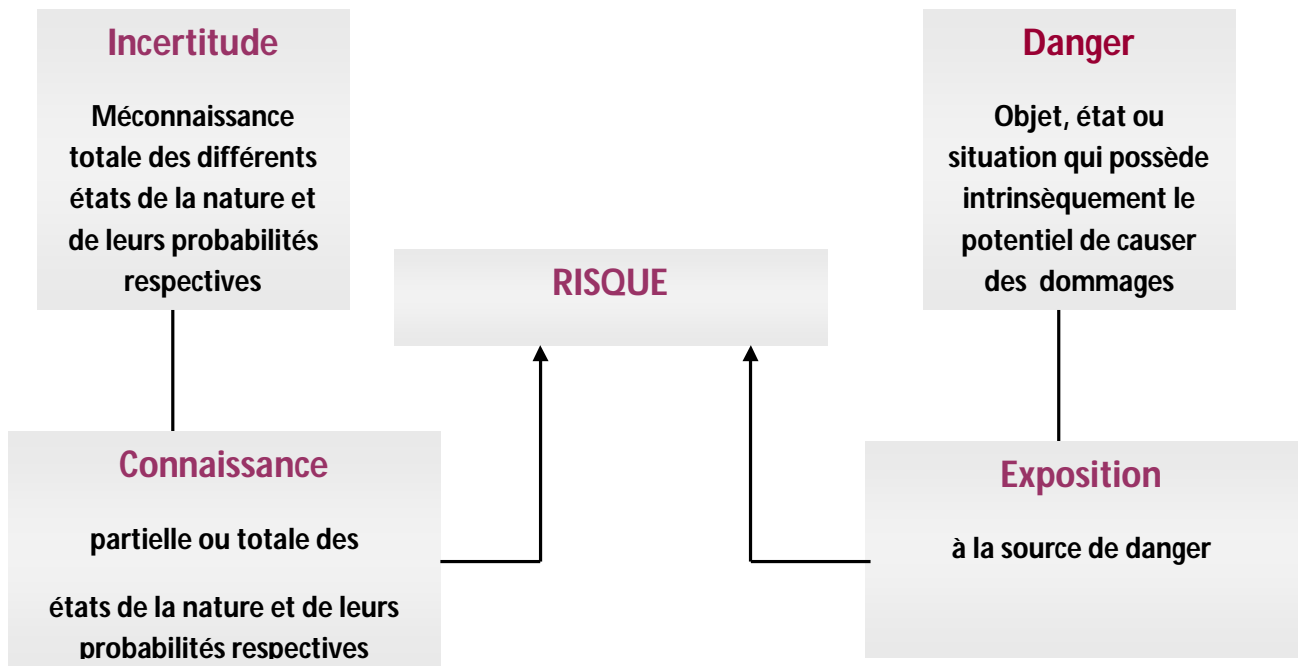 Incertitude
Méconnaissance
totale des différents
états de la nature et
de leurs probabilités
respectives
Danger
Objet, état ou
situation qui possède
intrinsèquement le
potentiel de causer
des dommages
RISQUE
Connaissance
partielle ou totale des
états de la nature et de leurs
probabilités respectives
Exposition
à la source de danger